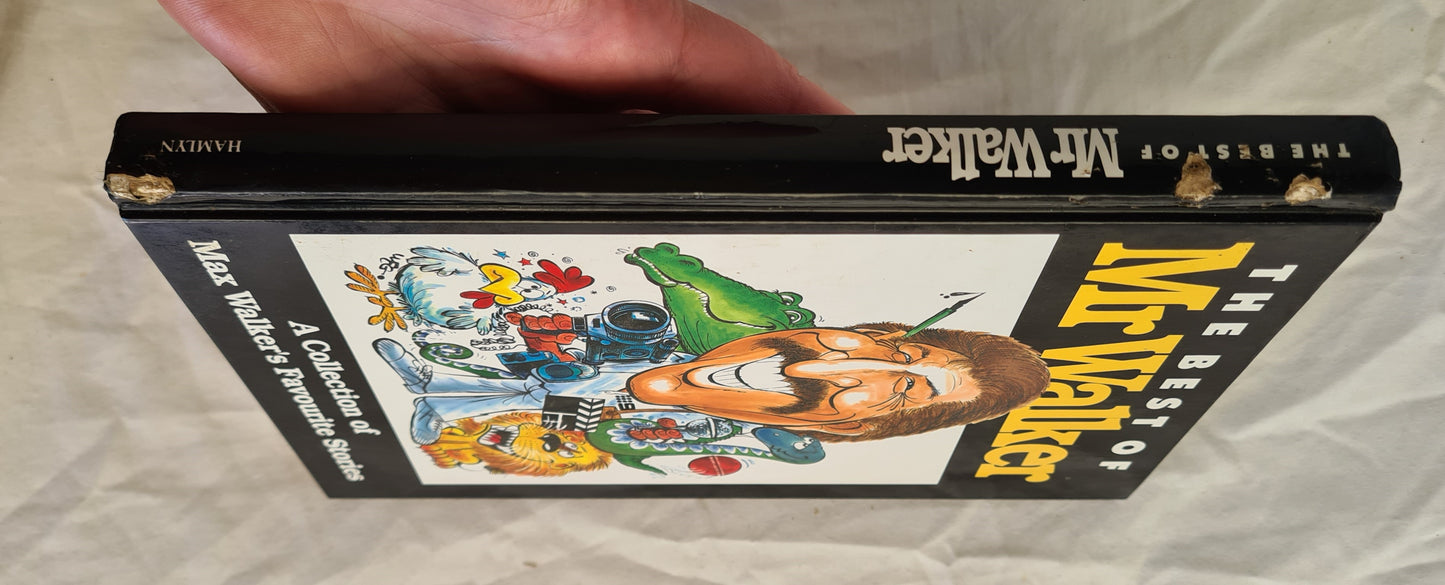 THE BEST OF
Mr Walker
HAMLYN
THE BEST OF
Mr Walker
A Collection of
Max Walker's Favourite Stories